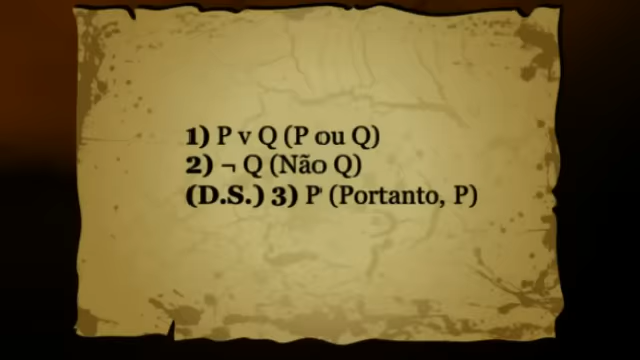 1) P v Q (P ou Q)
2) ¬ Q (Não Q)
(D.S.) 3) P (Portanto, P)